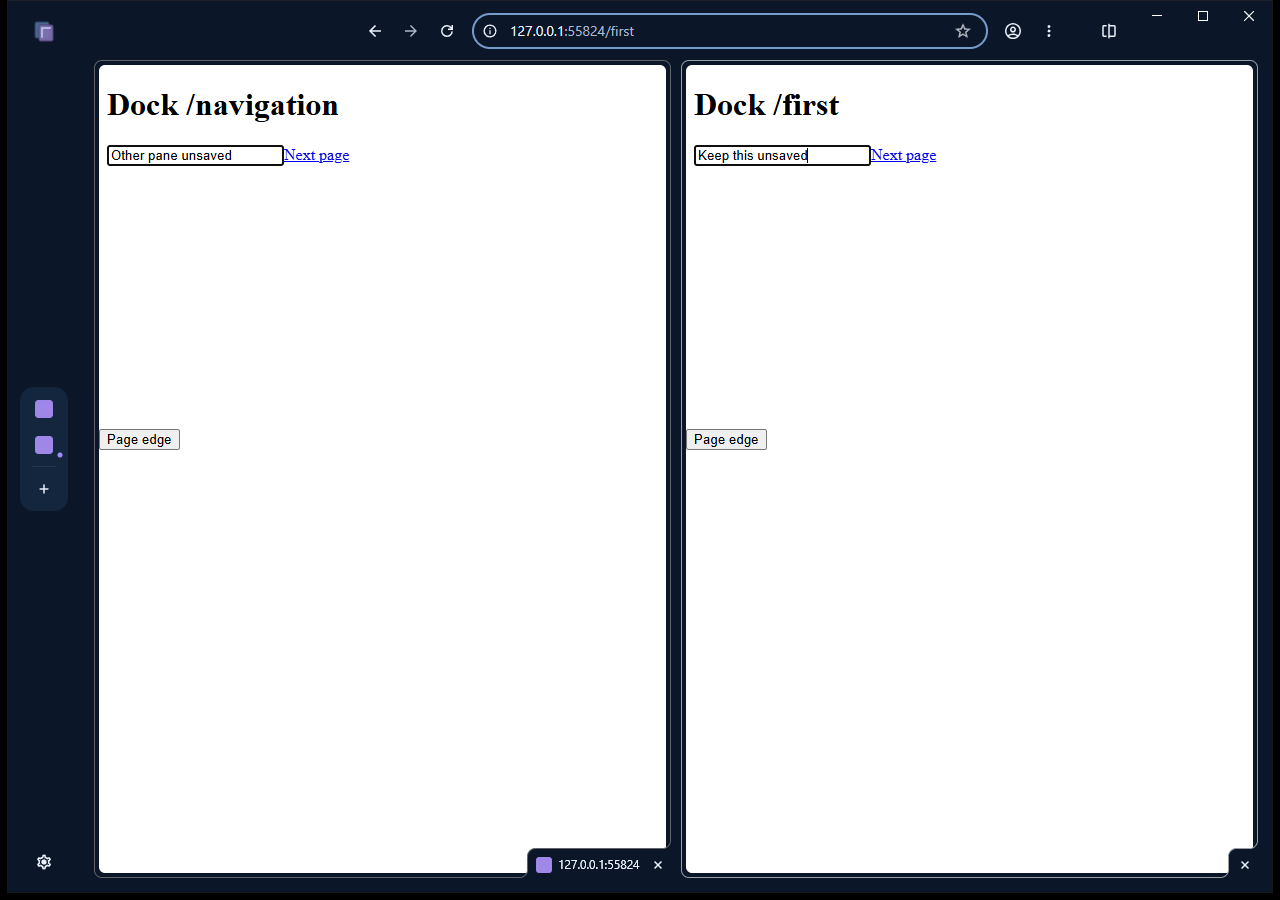 127.0.0.1:55824/first
Dock /navigation
Other pane unsaved Next page
Page edge
127.0.0.1:55824
Dock /first
Keep this unsaved Next page
Page edge